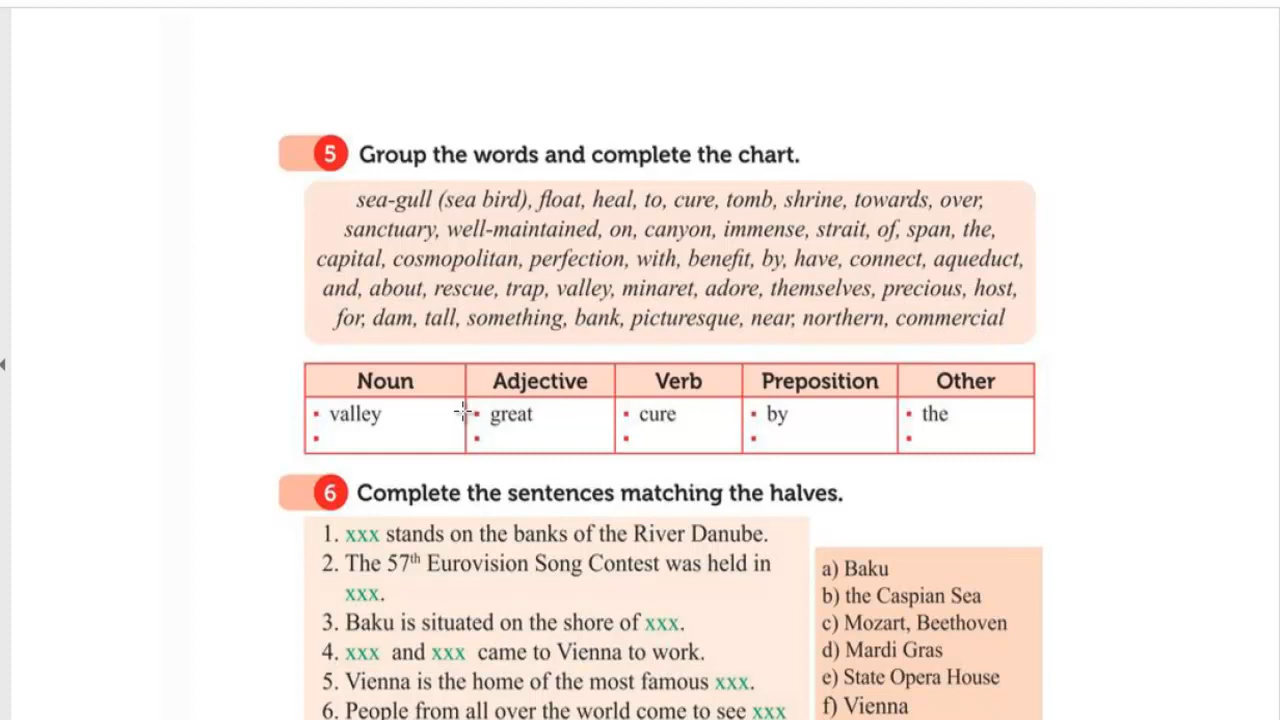 5 Group the words and complete the chart.
sea-gull (sea bird), float, heal, to, cure, tomb, shrine, towards, over,
sanctuary, well-maintained, on, canyon, immense, strait, of, span, the,
capital, cosmopolitan, perfection, with, benefit, by, have, connect, aqueduct,
and, about, rescue, trap, valley, minaret, adore, themselves, precious, host,
for, dam, tall, something, bank, picturesque, near, northern, commercial
Noun Adjective Verb Preposition Other
▪ valley ▪ great ▪ cure ▪ by ▪ the
▪ ▪ ▪ ▪ ▪
6 Complete the sentences matching the halves.
1. xxx stands on the banks of the River Danube.
2. The 57th Eurovision Song Contest was held in
xxx.
3. Baku is situated on the shore of xxx.
4. xxx and xxx came to Vienna to work.
5. Vienna is the home of the most famous xxx.
6. People from all over the world come to see xxx
a) Baku
b) the Caspian Sea
c) Mozart, Beethoven
d) Mardi Gras
e) State Opera House
f) Vienna